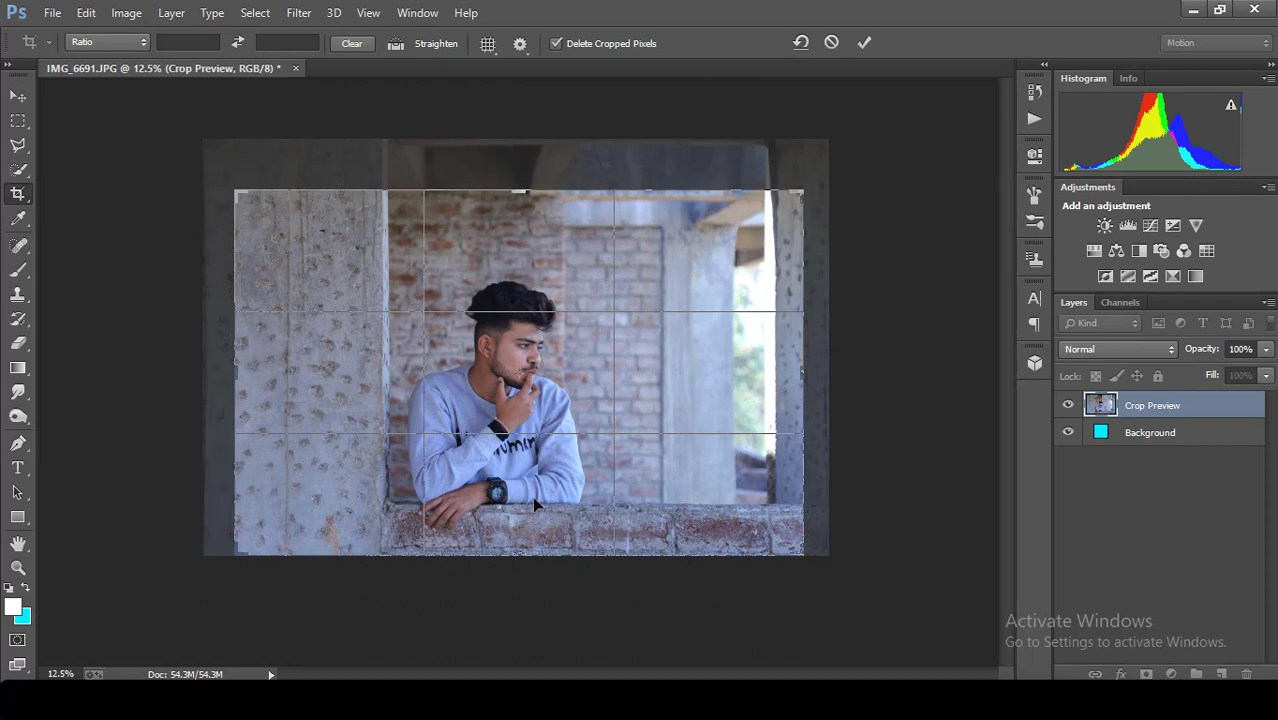 Ps File Edit Image Layer Type Select Filter 3D View Window Help
Ratio Clear Straighten Delete Cropped Pixels Motion
IMG_6691.JPG @ 12.5% (Crop Preview, RGB/8) *
Histogram Info
Adjustments
Add an adjustment
Layers Channels
Kind
Normal Opacity: 100%
Lock: Fill: 100%
Crop Preview
Background
human
Activate Windows
Go to Settings to activate Windows.
12.5% Doc: 54.3M/54.3M